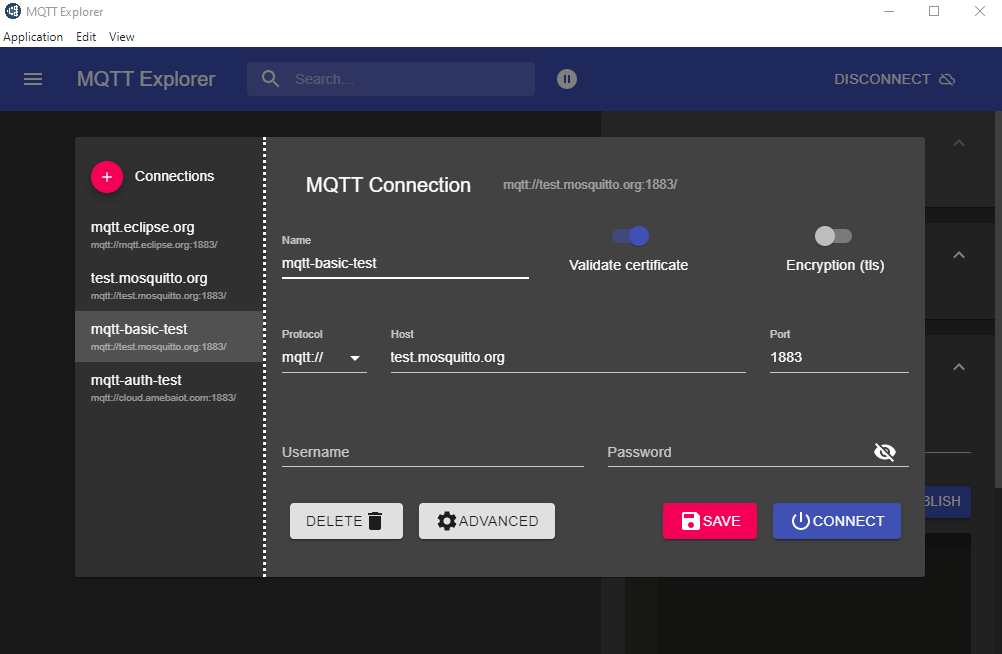 MQTT Explorer
Application Edit View
MQTT Explorer
Search...
DISCONNECT
Connections
mqtt.eclipse.org
mqtt://mqtt.eclipse.org:1883/
test.mosquitto.org
mqtt://test.mosquitto.org:1883/
mqtt-basic-test
mqtt://test.mosquitto.org:1883/
mqtt-auth-test
mqtt://cloud.amebaiot.com:1883/
MQTT Connection mqtt://test.mosquitto.org:1883/
Name
mqtt-basic-test
Validate certificate
Encryption (tls)
Protocol Host Port
mqtt:// test.mosquitto.org 1883
Username Password
DELETE ADVANCED SAVE CONNECT
BLISH